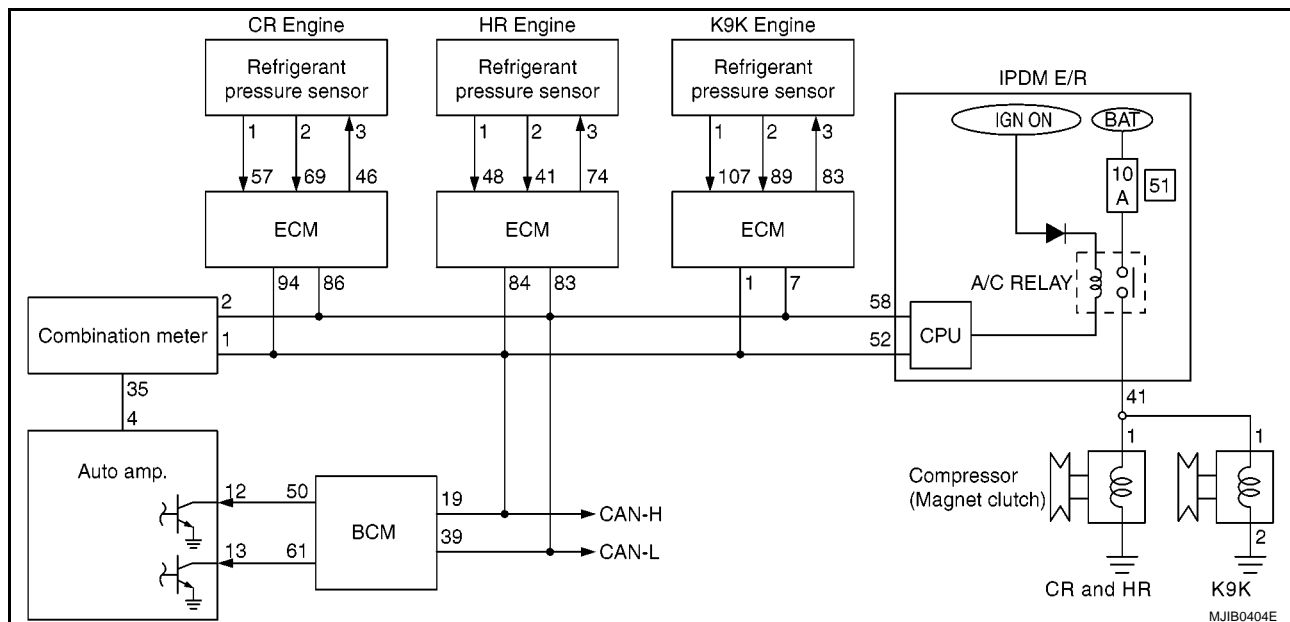 CR Engine
HR Engine
K9K Engine
Refrigerant
pressure sensor
Refrigerant
pressure sensor
Refrigerant
pressure sensor
IPDM E/R
IGN ON
BAT
10
A
51
1
2
3
1
2
3
1
2
3
57
69
46
48
41
74
107
89
83
ECM
ECM
ECM
A/C RELAY
94
86
84
83
1
7
Combination meter
2
1
58
52
CPU
35
4
41
Auto amp.
12
50
13
61
BCM
19
39
CAN-H
CAN-L
1
1
Compressor
(Magnet clutch)
2
CR and HR
K9K
MJIB0404E